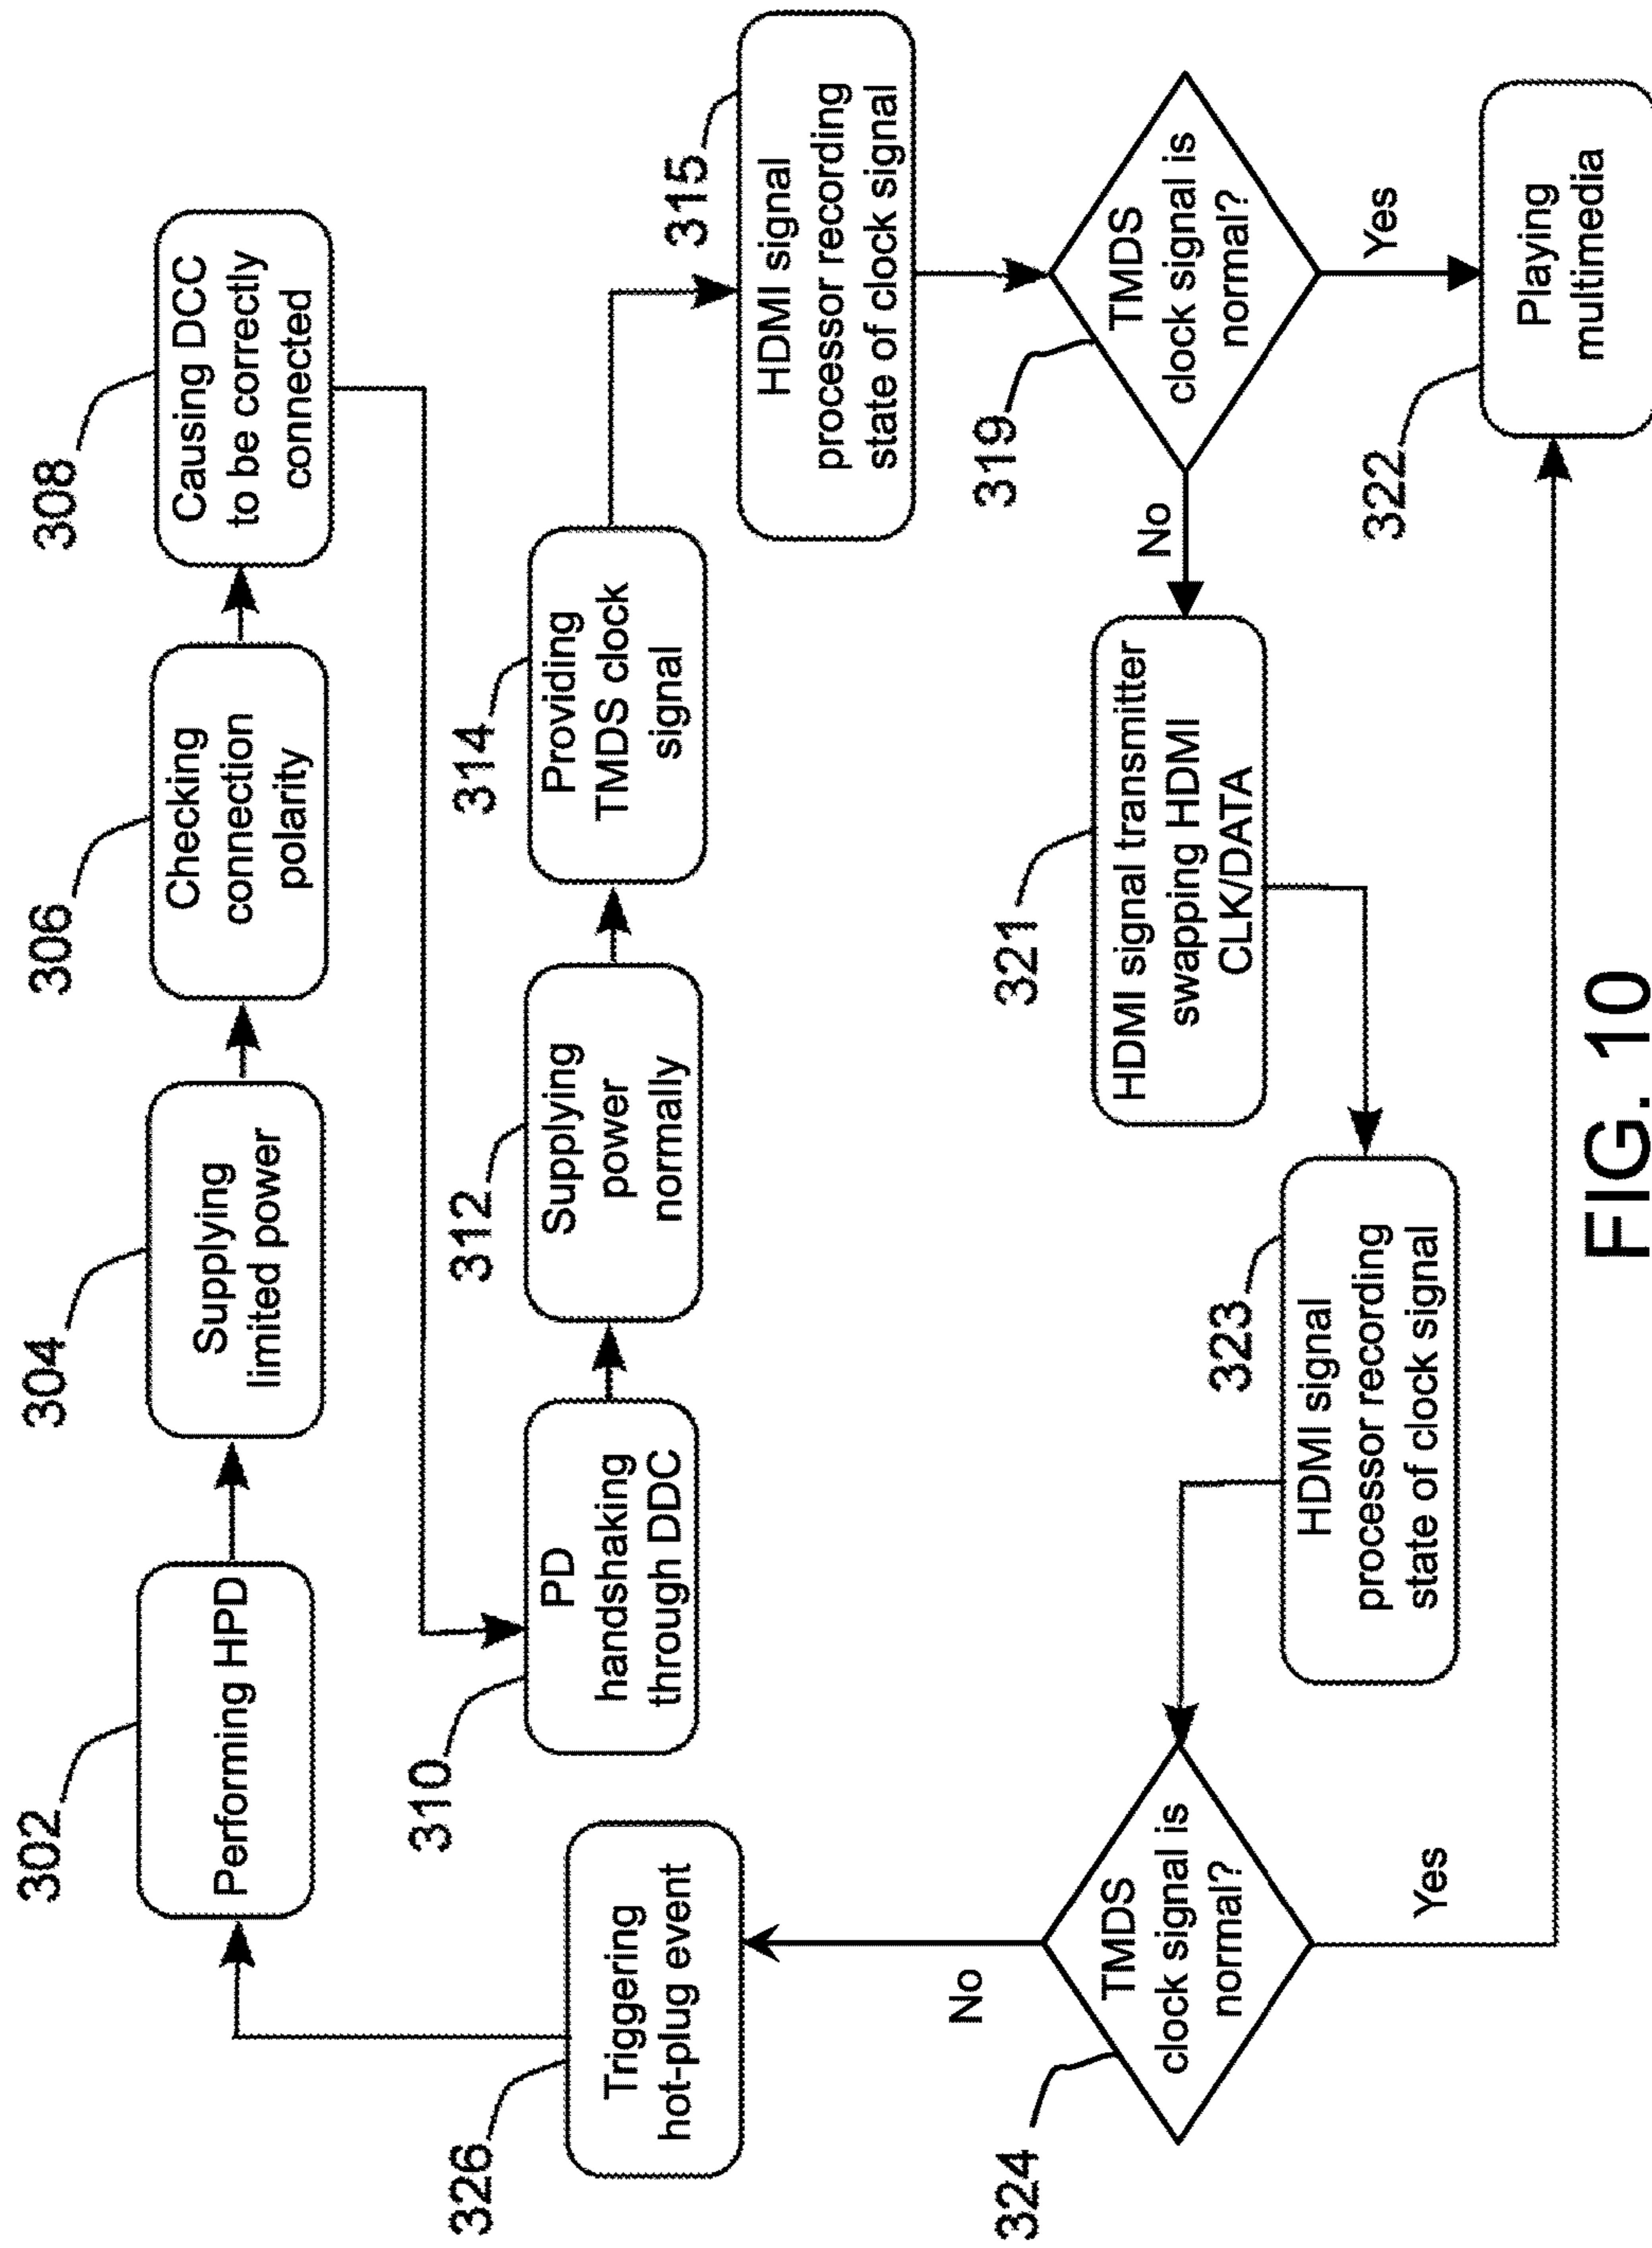 302
Performing HPD
304
Supplying
limited power
306
Checking
connection
polarity
308
Causing DCC
to be correctly
connected
310
PD
handshaking
through DDC
312
Supplying
power
normally
314
Providing
TMDS clock
signal
315
HDMI signal
processor recording
state of clock signal
319
TMDS
clock signal is
normal?
No
Yes
321
HDMI signal transmitter
swapping HDMI
CLK/DATA
322
Playing
multimedia
323
HDMI signal
processor recording
state of clock signal
324
TMDS
clock signal is
normal?
No
Yes
326
Triggering
hot-plug event
FIG. 10